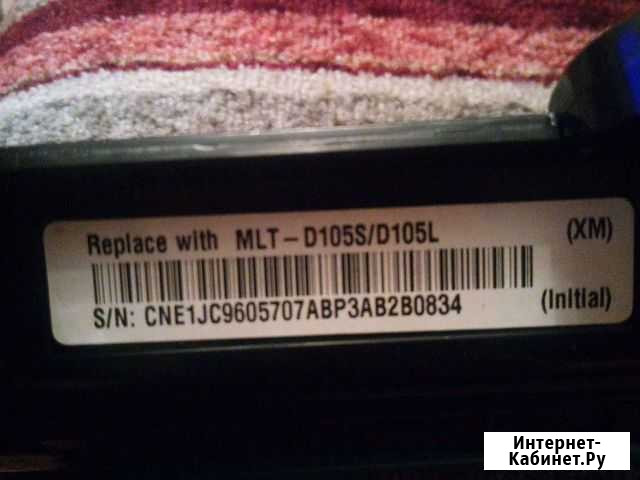 Replace with MLT-D105S/D105L (XM)
S/N: CNE1JC9605707ABP3AB2B0834 (Initial)
Интернет-
Кабинет.Ру